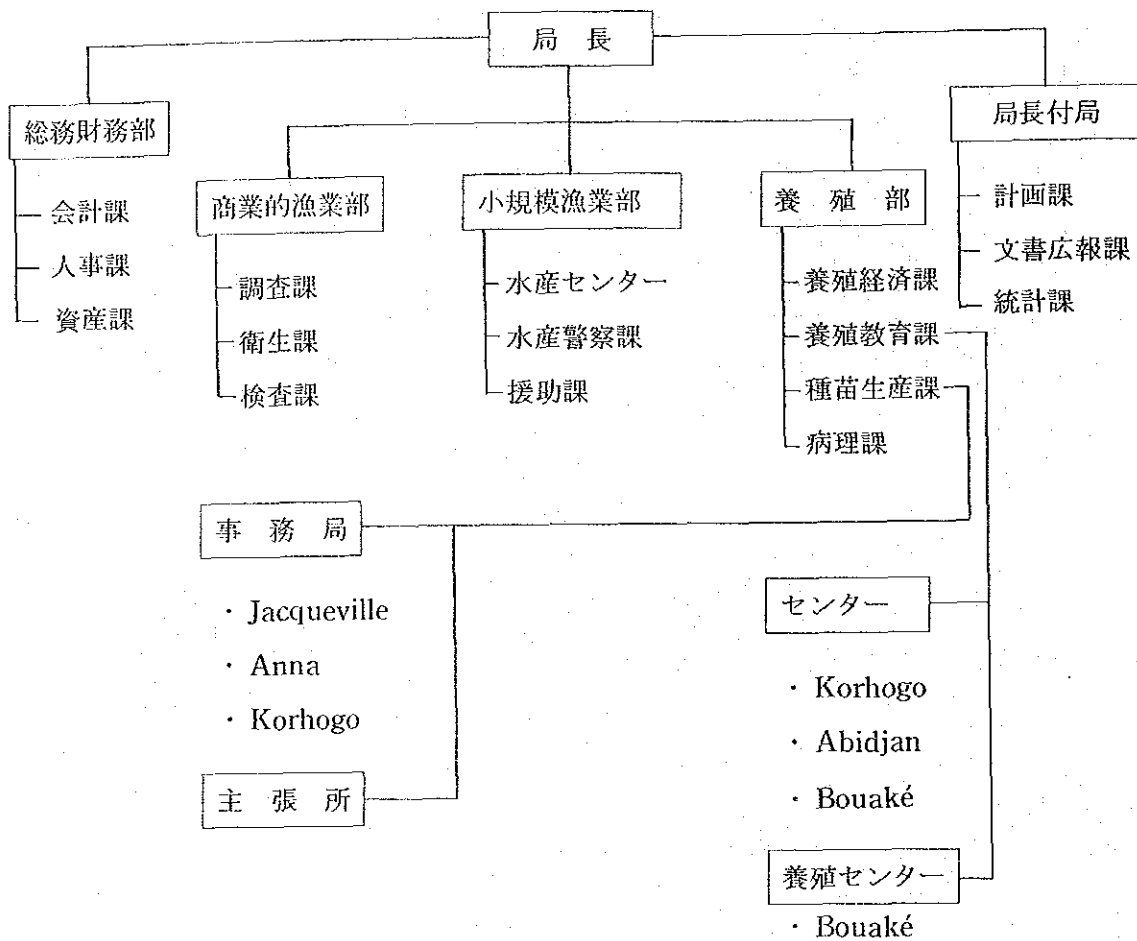 局 長
総務財務部
会計課
人事課
資産課
商業的漁業部
調査課
衛生課
検査課
小規模漁業部
水産センター
水産警察課
援助課
養 殖 部
養殖経済課
養殖教育課
種苗生産課
病理課
局長付局
計画課
文書広報課
統計課
事 務 局
・ Jacqueville
・ Anna
・ Korhogo
主 張 所
センター
・ Korhogo
・ Abidjan
・ Bouaké
養殖センター
・ Bouaké